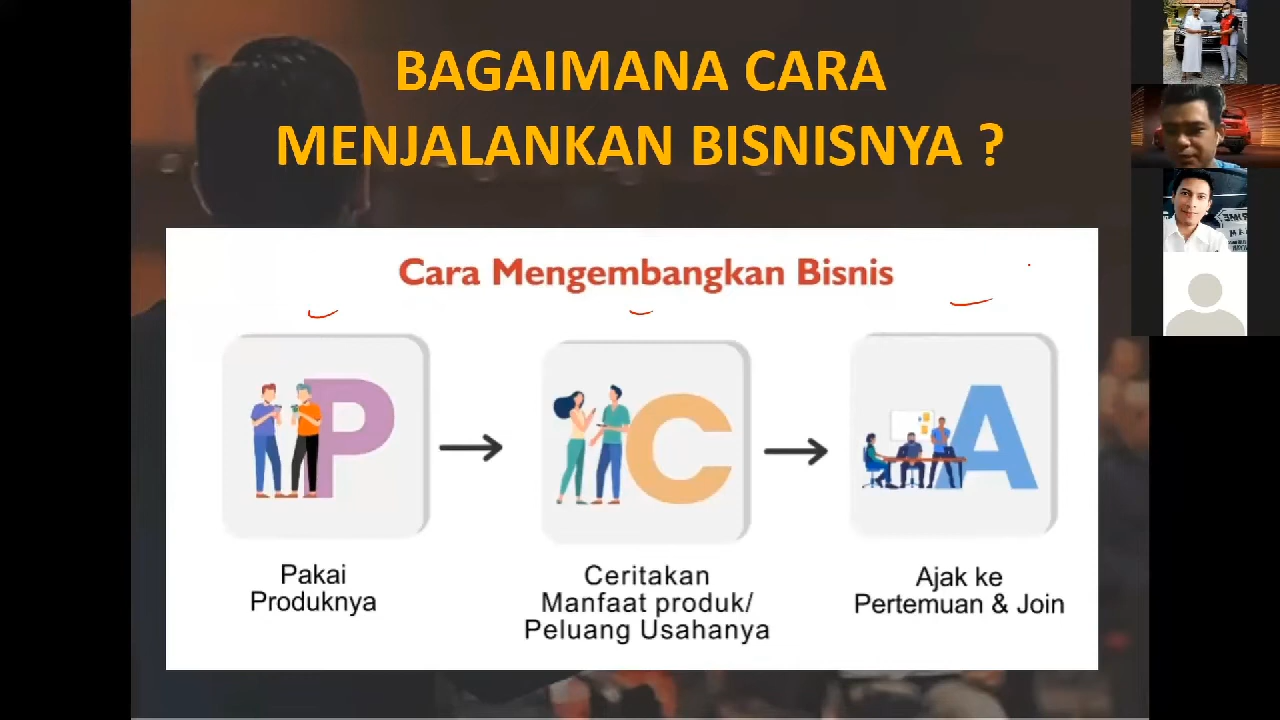 BAGAIMANA CARA
MENJALANKAN BISNISNYA ?
Cara Mengembangkan Bisnis
P
C
A
Pakai
Produknya
Ceritakan
Manfaat produk/
Peluang Usahanya
Ajak ke
Pertemuan & Join